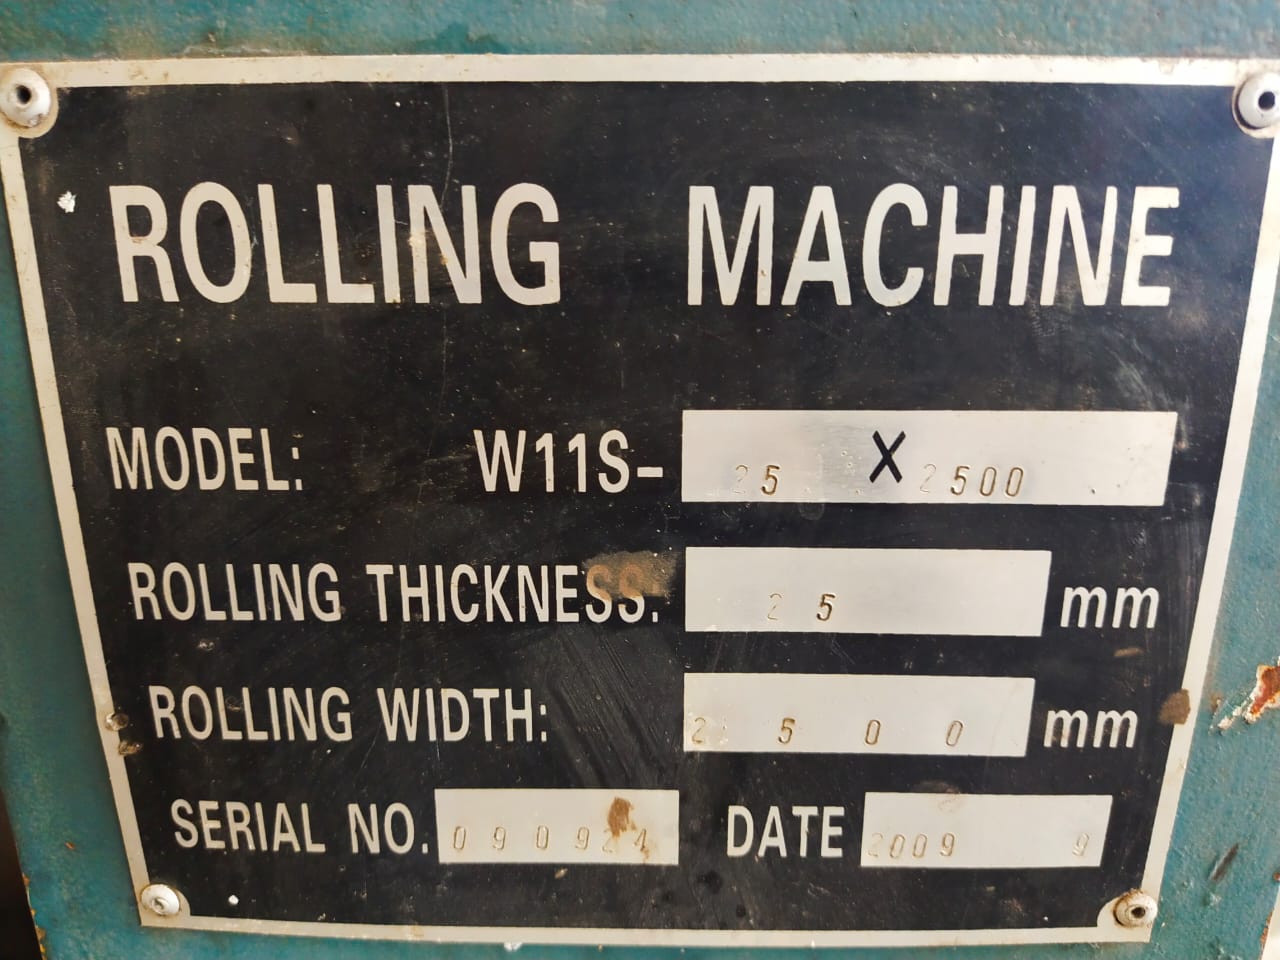 ROLLING MACHINE
MODEL: W11S- 25 X 2500
ROLLING THICKNESS: 25 mm
ROLLING WIDTH: 2500 mm
SERIAL NO. 090924 DATE 2009 9